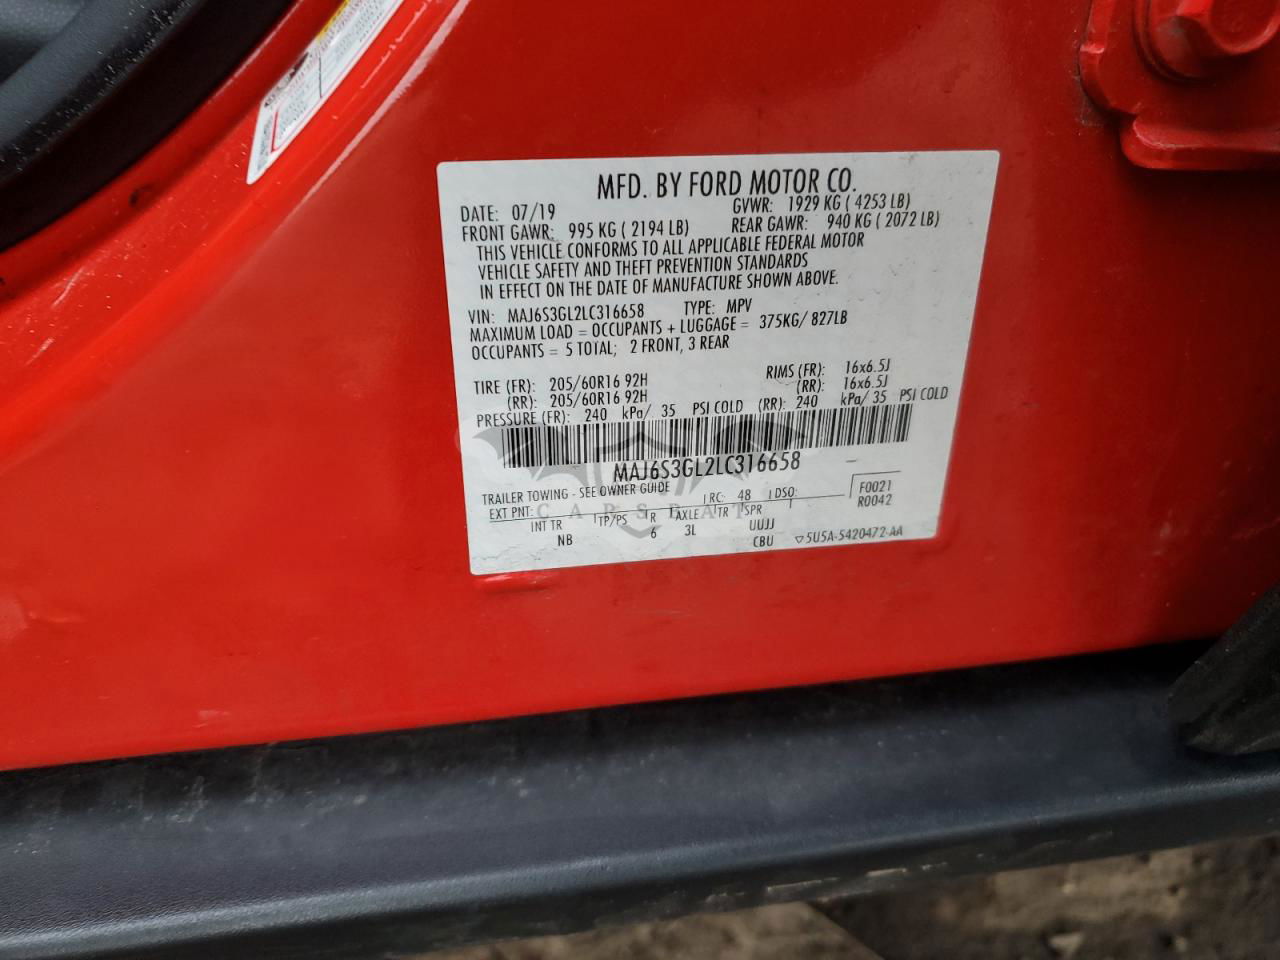 MFD. BY FORD MOTOR CO.
DATE: 07/19 GVWR: 1929 KG ( 4253 LB)
FRONT GAWR: 995 KG ( 2194 LB) REAR GAWR: 940 KG ( 2072 LB)
THIS VEHICLE CONFORMS TO ALL APPLICABLE FEDERAL MOTOR
VEHICLE SAFETY AND THEFT PREVENTION STANDARDS
IN EFFECT ON THE DATE OF MANUFACTURE SHOWN ABOVE.
VIN: MAJ6S3GL2LC316658 TYPE: MPV
MAXIMUM LOAD = OCCUPANTS + LUGGAGE = 375KG/ 827LB
OCCUPANTS = 5 TOTAL; 2 FRONT, 3 REAR
TIRE (FR): 205/60R16 92H RIMS (FR): 16x6.5J
(RR): 205/60R16 92H (RR): 16x6.5J
PRESSURE (FR): 240 kPa/ 35 PSI COLD (RR): 240 kPa/ 35 PSI COLD
MAJ6S3GL2LC316658
TRAILER TOWING - SEE OWNER GUIDE
EXT PNT: RC: 48 DSO: F0021
R0042
INT TR TP/PS R AXLE TR SPR
NB 6 3L UUJJ
CBU 5U5A-5420472-AA
CARSBAT